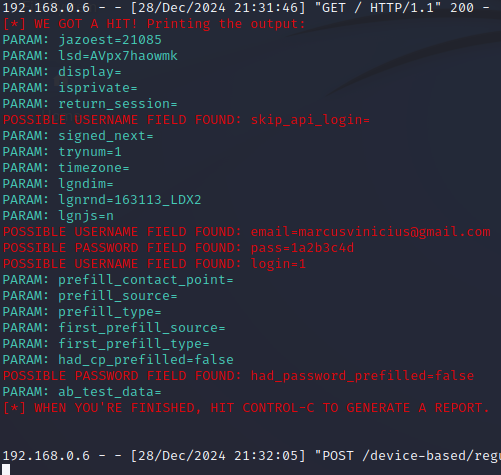 192.168.0.6 - - [28/Dec/2024 21:31:46] "GET / HTTP/1.1" 200 -
[*] WE GOT A HIT! Printing the output:
PARAM: jazoest=21085
PARAM: lsd=AVpx7haowmk
PARAM: display=
PARAM: isprivate=
PARAM: return_session=
POSSIBLE USERNAME FIELD FOUND: skip_api_login=
PARAM: signed_next=
PARAM: trynum=1
PARAM: timezone=
PARAM: lgndim=
PARAM: lgnrnd=163113_LDX2
PARAM: lgnjs=n
POSSIBLE USERNAME FIELD FOUND: email=marcusvinicius@gmail.com
POSSIBLE PASSWORD FIELD FOUND: pass=1a2b3c4d
POSSIBLE USERNAME FIELD FOUND: login=1
PARAM: prefill_contact_point=
PARAM: prefill_source=
PARAM: prefill_type=
PARAM: first_prefill_source=
PARAM: first_prefill_type=
PARAM: had_cp_prefilled=false
POSSIBLE PASSWORD FIELD FOUND: had_password_prefilled=false
PARAM: ab_test_data=
[*] WHEN YOU'RE FINISHED, HIT CONTROL-C TO GENERATE A REPORT.
192.168.0.6 - - [28/Dec/2024 21:32:05] "POST /device-based/regu